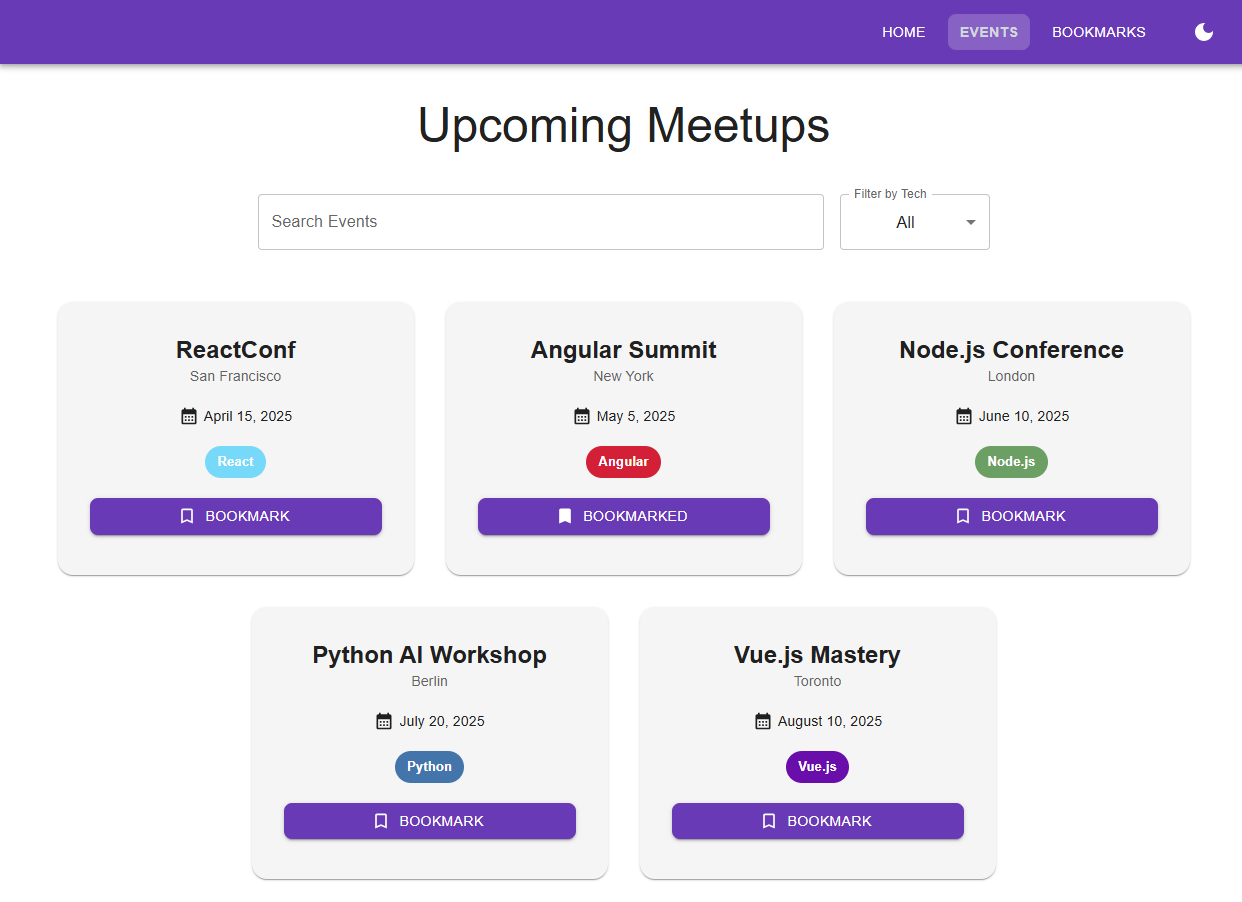 HOME EVENTS BOOKMARKS
Upcoming Meetups
Filter by Tech
Search Events
All
ReactConf
San Francisco
April 15, 2025
React
BOOKMARK
Angular Summit
New York
May 5, 2025
Angular
BOOKMARKED
Node.js Conference
London
June 10, 2025
Node.js
BOOKMARK
Python AI Workshop
Berlin
July 20, 2025
Python
BOOKMARK
Vue.js Mastery
Toronto
August 10, 2025
Vue.js
BOOKMARK